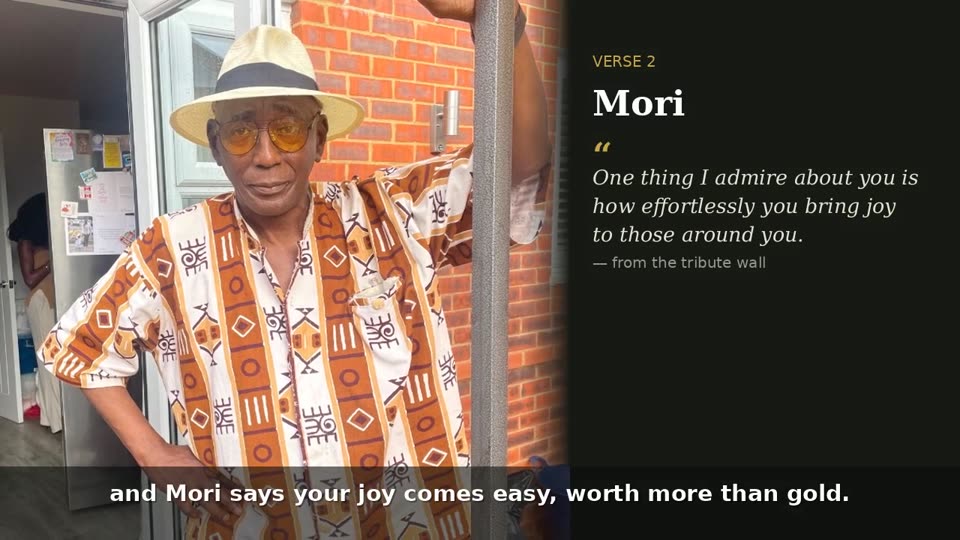 VERSE 2
Mori
“
One thing I admire about you is
how effortlessly you bring joy
to those around you.
— from the tribute wall
and Mori says your joy comes easy, worth more than gold.